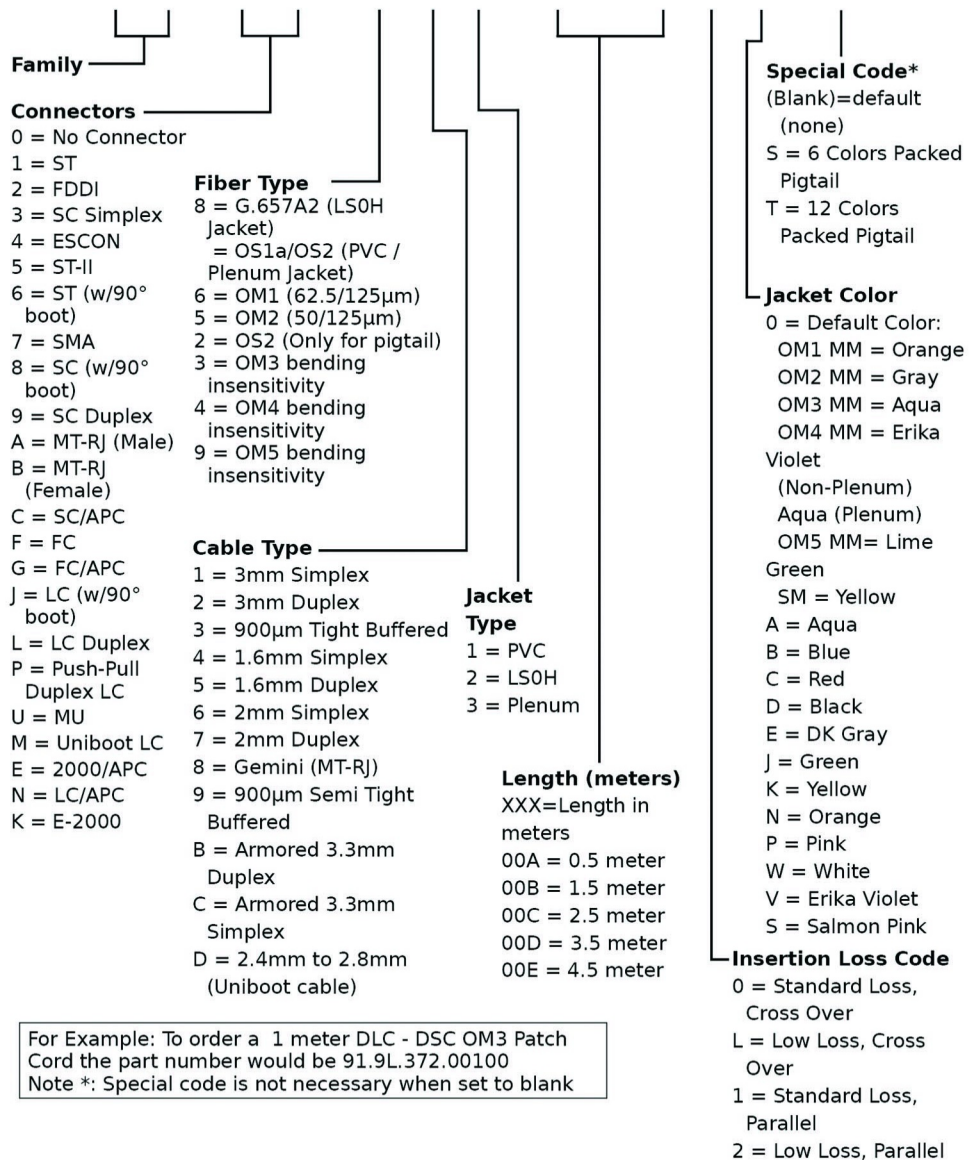 Family
Connectors
0 = No Connector
1 = ST
2 = FDDI
3 = SC Simplex
4 = ESCON
5 = ST-II
6 = ST (w/90°
boot)
7 = SMA
8 = SC (w/90°
boot)
9 = SC Duplex
A = MT-RJ (Male)
B = MT-RJ
(Female)
C = SC/APC
F = FC
G = FC/APC
J = LC (w/90°
boot)
L = LC Duplex
P = Push-Pull
Duplex LC
U = MU
M = Uniboot LC
E = 2000/APC
N = LC/APC
K = E-2000
Fiber Type
8 = G.657A2 (LS0H
Jacket)
= OS1a/OS2 (PVC /
Plenum Jacket)
6 = OM1 (62.5/125µm)
5 = OM2 (50/125µm)
2 = OS2 (Only for pigtail)
3 = OM3 bending
insensitivity
4 = OM4 bending
insensitivity
9 = OM5 bending
insensitivity
Cable Type
1 = 3mm Simplex
2 = 3mm Duplex
3 = 900µm Tight Buffered
4 = 1.6mm Simplex
5 = 1.6mm Duplex
6 = 2mm Simplex
7 = 2mm Duplex
8 = Gemini (MT-RJ)
9 = 900µm Semi Tight
Buffered
B = Armored 3.3mm
Duplex
C = Armored 3.3mm
Simplex
D = 2.4mm to 2.8mm
(Uniboot cable)
Jacket
Type
1 = PVC
2 = LS0H
3 = Plenum
Length (meters)
XXX=Length in
meters
00A = 0.5 meter
00B = 1.5 meter
00C = 2.5 meter
00D = 3.5 meter
00E = 4.5 meter
Special Code*
(Blank)=default
(none)
S = 6 Colors Packed
Pigtail
T = 12 Colors
Packed Pigtail
Jacket Color
0 = Default Color:
OM1 MM = Orange
OM2 MM = Gray
OM3 MM = Aqua
OM4 MM = Erika
Violet
(Non-Plenum)
Aqua (Plenum)
OM5 MM= Lime
Green
SM = Yellow
A = Aqua
B = Blue
C = Red
D = Black
E = DK Gray
J = Green
K = Yellow
N = Orange
P = Pink
W = White
V = Erika Violet
S = Salmon Pink
Insertion Loss Code
0 = Standard Loss,
Cross Over
L = Low Loss, Cross
Over
1 = Standard Loss,
Parallel
2 = Low Loss, Parallel
For Example: To order a 1 meter DLC - DSC OM3 Patch
Cord the part number would be 91.9L.372.00100
Note *: Special code is not necessary when set to blank